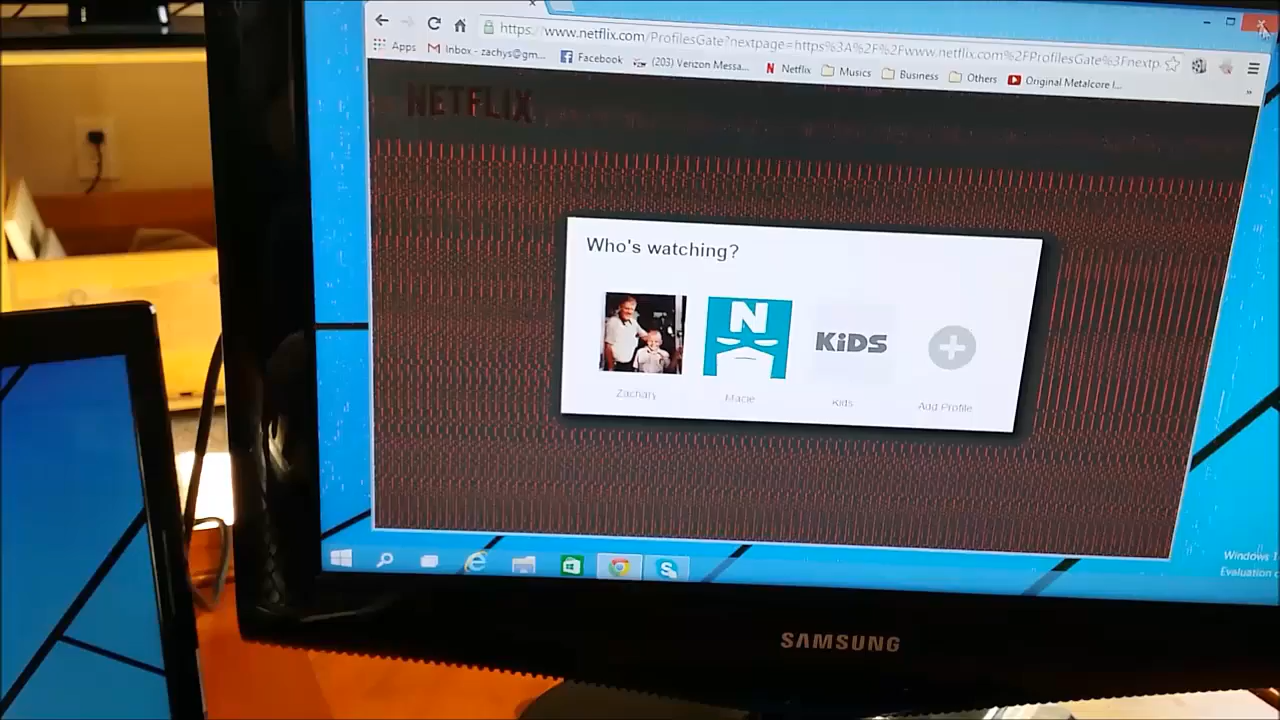 https://www.netflix.com/ProfilesGate?nextpage=https%3A%2F%2Fwww.netflix.com%2FProfilesGate%3Fnextp
Apps Inbox - zachys@gm... Facebook (203) Verizon Messa... Netflix Musics Business Others Original Metalcore I...
NETFLIX
Who's watching?
N
KiDS
Zachary Macie Kids Add Profile
Windows
Evaluation
SAMSUNG